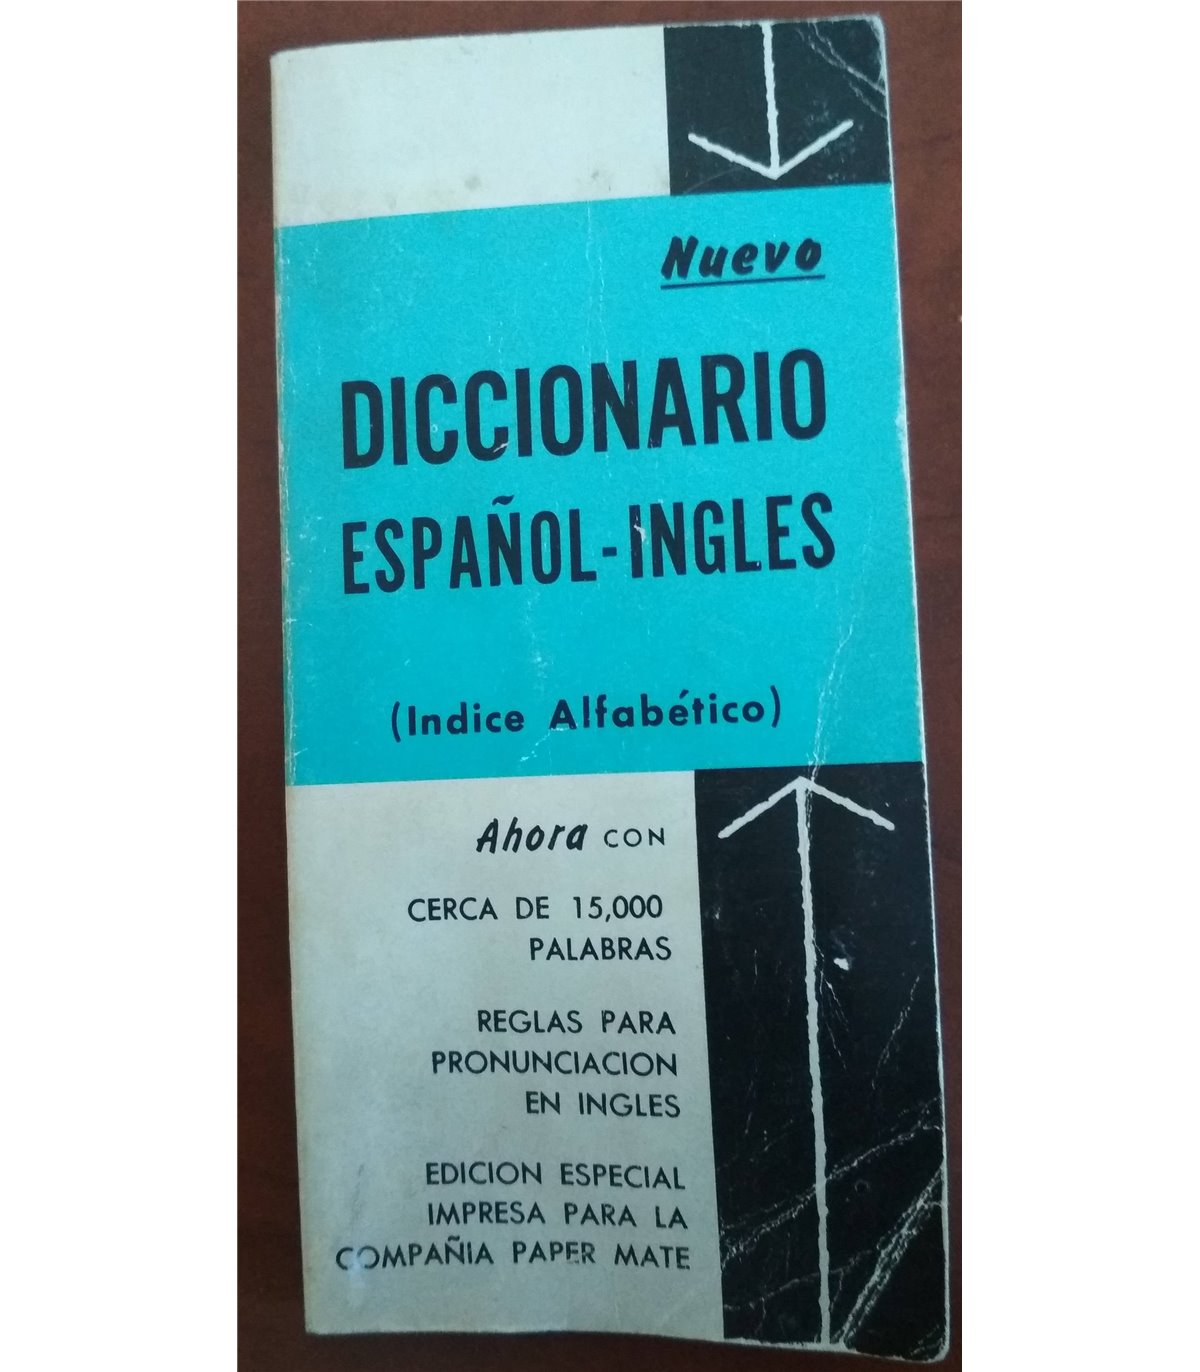 Nuevo
DICCIONARIO
ESPAÑOL-INGLES
(Indice Alfabético)
Ahora CON
CERCA DE 15,000
PALABRAS
REGLAS PARA
PRONUNCIACION
EN INGLES
EDICION ESPECIAL
IMPRESA PARA LA
COMPAÑIA PAPER MATE